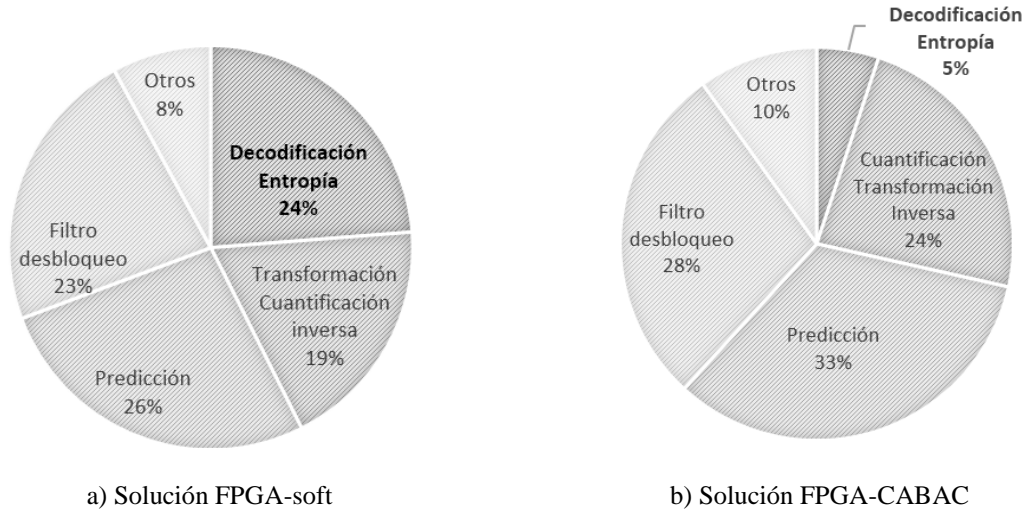 Otros
8%
Decodificación
Entropía
24%
Filtro
desbloqueo
23%
Transformación
Cuantificación
inversa
19%
Predicción
26%
a) Solución FPGA-soft
Decodificación
Entropía
5%
Otros
10%
Cuantificación
Transformación
Inversa
24%
Filtro
desbloqueo
28%
Predicción
33%
b) Solución FPGA-CABAC